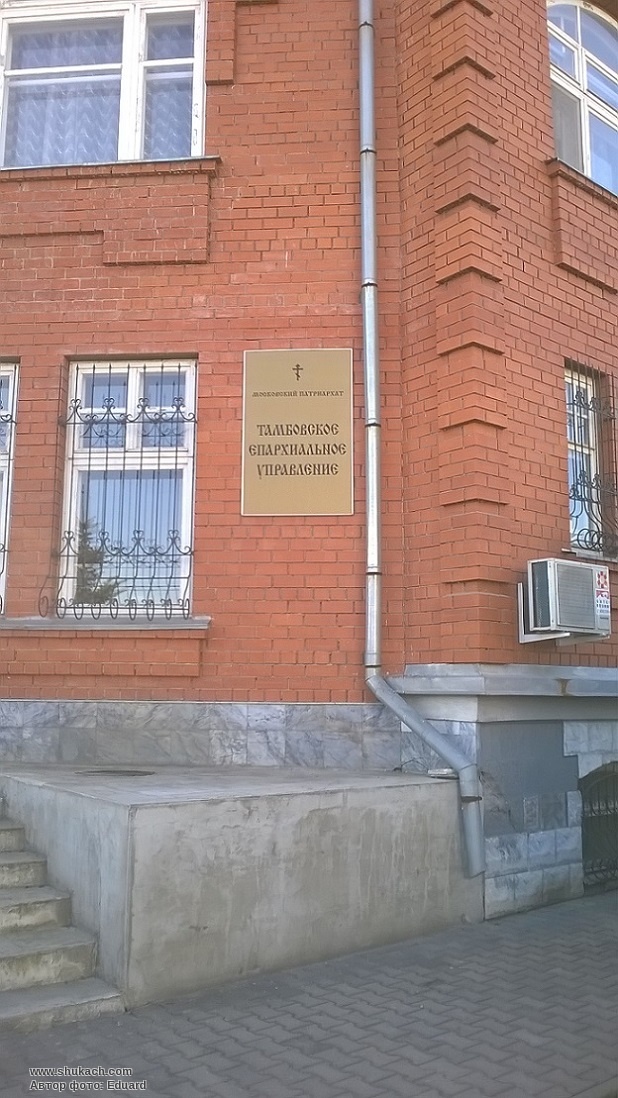 МОСКОВСКИЙ ПАТРИАРХАТ
ТАМБОВСКОЕ
ЕПАРХИАЛЬНОЕ
УПРАВЛЕНИЕ
www.shukach.com
Автор фото: Eduard